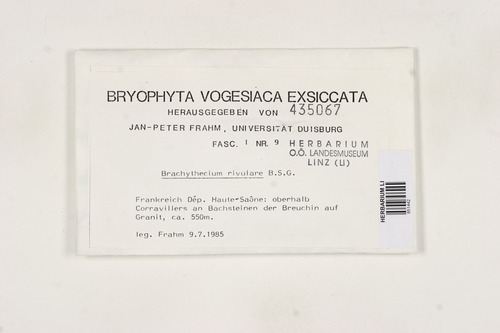 BRYOPHYTA VOGESIACA EXSICCATA
HERAUSGEGEBEN VON 435067
JAN-PETER FRAHM, UNIVERSITÄT DUISBURG
FASC. I NR. 9 HERBARIUM
O.Ö. LANDESMUSEUM
LINZ (U)
Brachythecium rivulare B.S.G.
Frankreich Dép. Haute-Saône: oberhalb
Corravillers an Bachsteinen der Breuchin auf
Granit, ca. 550m.
leg. Frahm 9.7.1985
HERBARIUM LI